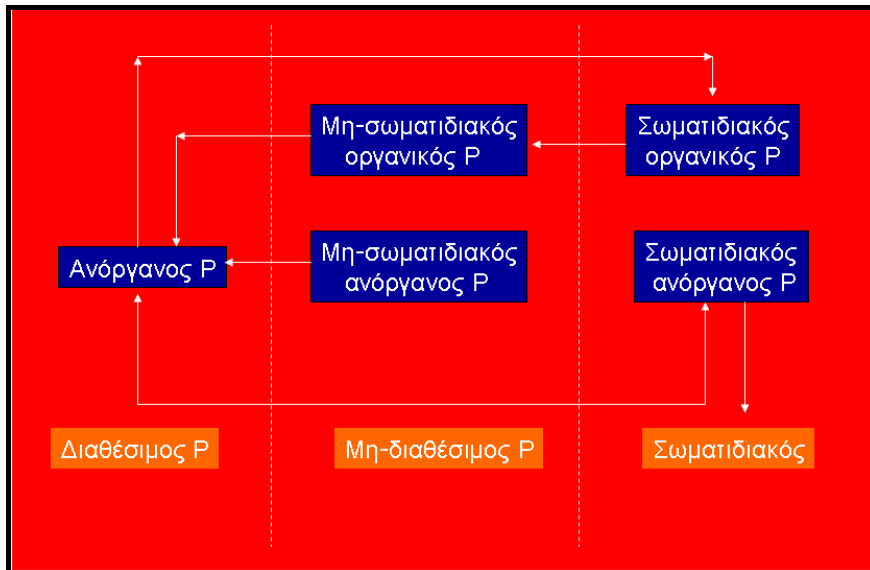 Μη-σωματιδιακός
οργανικός P
Σωματιδιακός
οργανικός P
Ανόργανος P
Μη-σωματιδιακός
ανόργανος P
Σωματιδιακός
ανόργανος P
Διαθέσιμος P
Μη-διαθέσιμος P
Σωματιδιακός